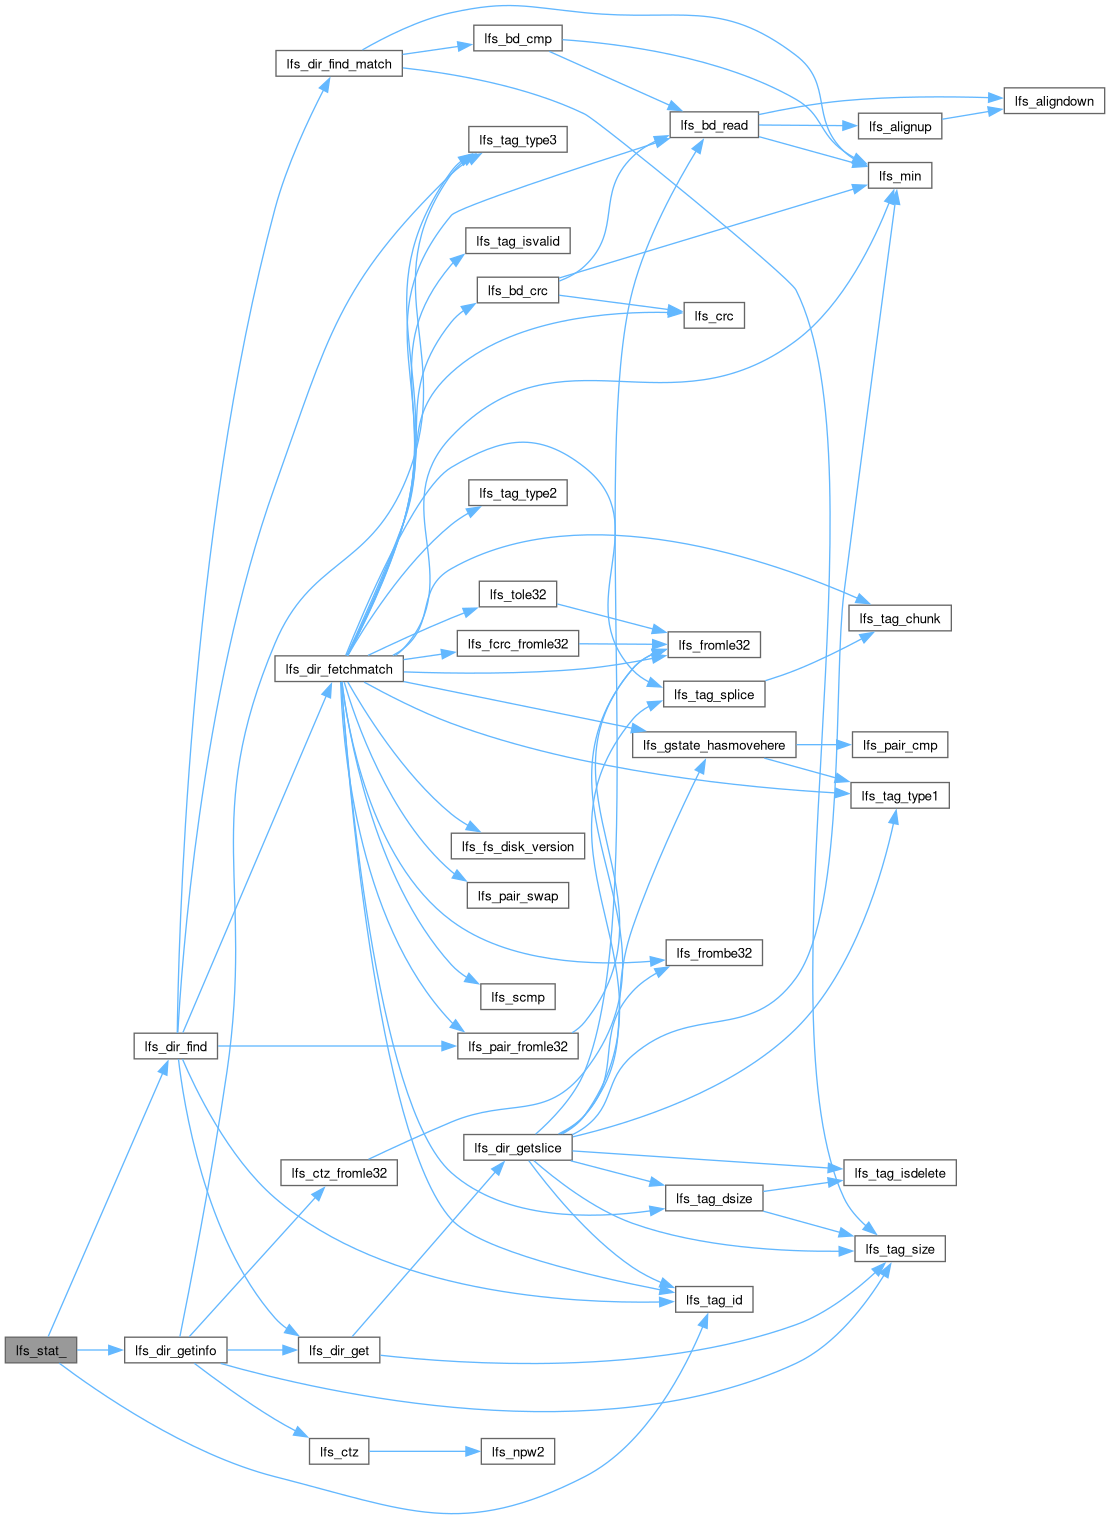 lfs_bd_cmp
lfs_dir_find_match
lfs_aligndown
lfs_bd_read
lfs_alignup
lfs_tag_type3
lfs_min
lfs_tag_isvalid
lfs_bd_crc
lfs_crc
lfs_tag_type2
lfs_tole32
lfs_tag_chunk
lfs_fcrc_fromle32
lfs_fromle32
lfs_dir_fetchmatch
lfs_tag_splice
lfs_gstate_hasmovehere
lfs_pair_cmp
lfs_tag_type1
lfs_fs_disk_version
lfs_pair_swap
lfs_frombe32
lfs_scmp
lfs_dir_find
lfs_pair_fromle32
lfs_dir_getslice
lfs_ctz_fromle32
lfs_tag_isdelete
lfs_tag_dsize
lfs_tag_size
lfs_tag_id
lfs_stat_
lfs_dir_getinfo
lfs_dir_get
lfs_ctz
lfs_npw2